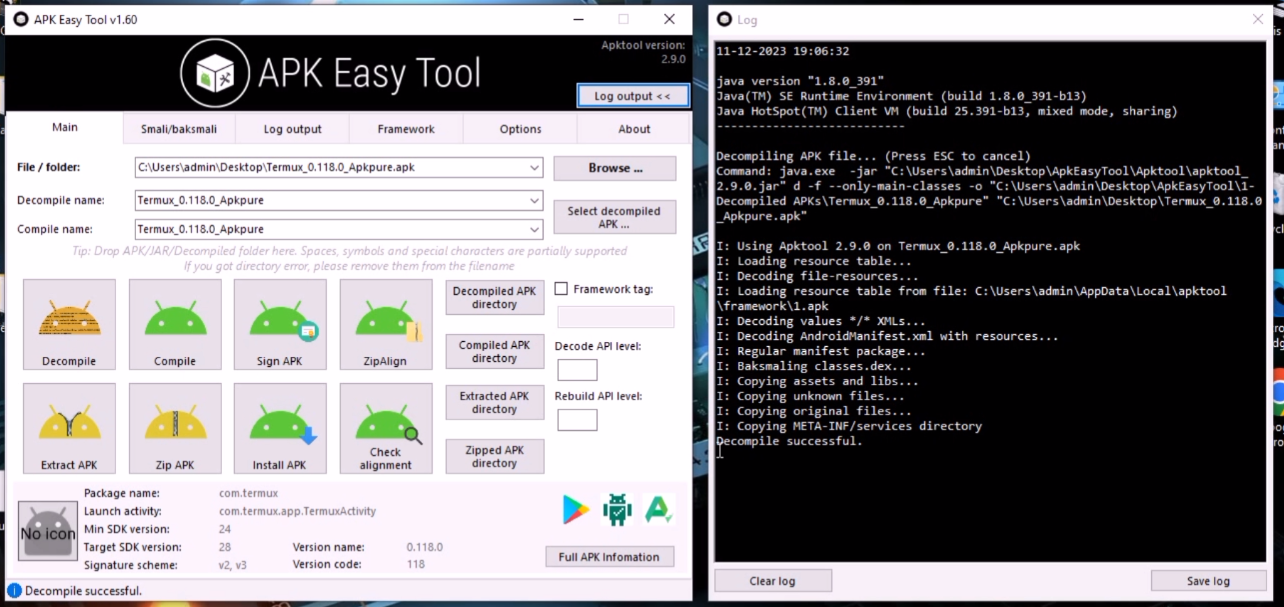 APK Easy Tool v1.60
Apktool version:
2.9.0
APK Easy Tool
Log output <<
Main
Smali/baksmali
Log output
Framework
Options
About
File / folder:
C:\Users\admin\Desktop\Termux_0.118.0_Apkpure.apk
Browse ...
Decompile name:
Termux_0.118.0_Apkpure
Select decompiled
APK ...
Compile name:
Termux_0.118.0_Apkpure
Tip: Drop APK/JAR/Decompiled folder here. Spaces, symbols and special characters are partially supported
If you got directory error, please remove them from the filename
Decompile
Compile
Sign APK
ZipAlign
Decompiled APK
directory
Framework tag:
Compiled APK
directory
Decode API level:
Extract APK
Zip APK
Install APK
Check
alignment
Extracted APK
directory
Rebuild API level:
Zipped APK
directory
No icon
Package name:
com.termux
Launch activity:
com.termux.app.TermuxActivity
Min SDK version:
24
Target SDK version:
28
Version name:
0.118.0
Signature scheme:
v2, v3
Version code:
118
Full APK Infomation
Decompile successful.
Log
11-12-2023 19:06:32
java version "1.8.0_391"
Java(TM) SE Runtime Environment (build 1.8.0_391-b13)
Java HotSpot(TM) Client VM (build 25.391-b13, mixed mode, sharing)
---------------------------
Decompiling APK file... (Press ESC to cancel)
Command: java.exe  -jar "C:\Users\admin\Desktop\ApkEasyTool\Apktool\apktool_
2.9.0.jar" d -f --only-main-classes -o "C:\Users\admin\Desktop\ApkEasyTool\1-
Decompiled APKs\Termux_0.118.0_Apkpure" "C:\Users\admin\Desktop\Termux_0.118.0
_Apkpure.apk"
I: Using Apktool 2.9.0 on Termux_0.118.0_Apkpure.apk
I: Loading resource table...
I: Decoding file-resources...
I: Loading resource table from file: C:\Users\admin\AppData\Local\apktool
\framework\1.apk
I: Decoding values */* XMLs...
I: Decoding AndroidManifest.xml with resources...
I: Regular manifest package...
I: Baksmaling classes.dex...
I: Copying assets and libs...
I: Copying unknown files...
I: Copying original files...
I: Copying META-INF/services directory
Decompile successful.
Clear log
Save log